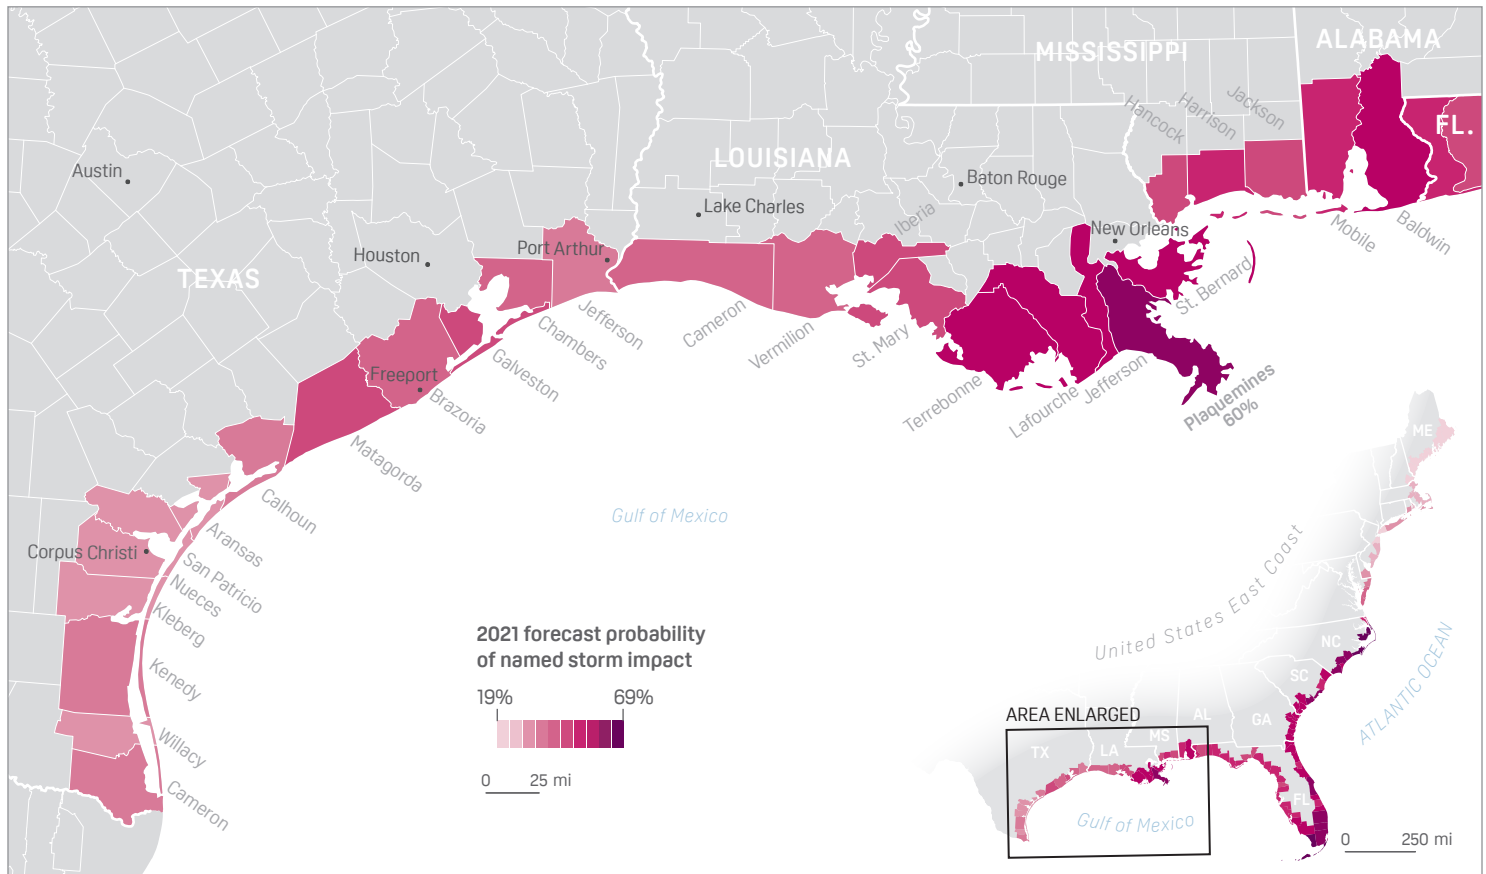 ALABAMA
MISSISSIPPI
Jackson
Harrison
Hancock
FL.
LOUISIANA
Austin
Baton Rouge
Lake Charles
Iberia
New Orleans
Mobile
Baldwin
Houston
Port Arthur
TEXAS
St. Bernard
Jefferson
Chambers
Cameron
Vermilion
St. Mary
Galveston
Freeport
Brazoria
Terrebonne
Lafourche
Jefferson
Plaquemines
60%
Matagorda
Calhoun
Gulf of Mexico
Aransas
Corpus Christi
San Patricio
Nueces
Kleberg
Kenedy
Willacy
Cameron
2021 forecast probability
of named storm impact
19%
69%
0
25 mi
ME
United States East Coast
NC
SC
ATLANTIC OCEAN
AREA ENLARGED
AL
GA
MS
LA
TX
FL
Gulf of Mexico
0
250 mi